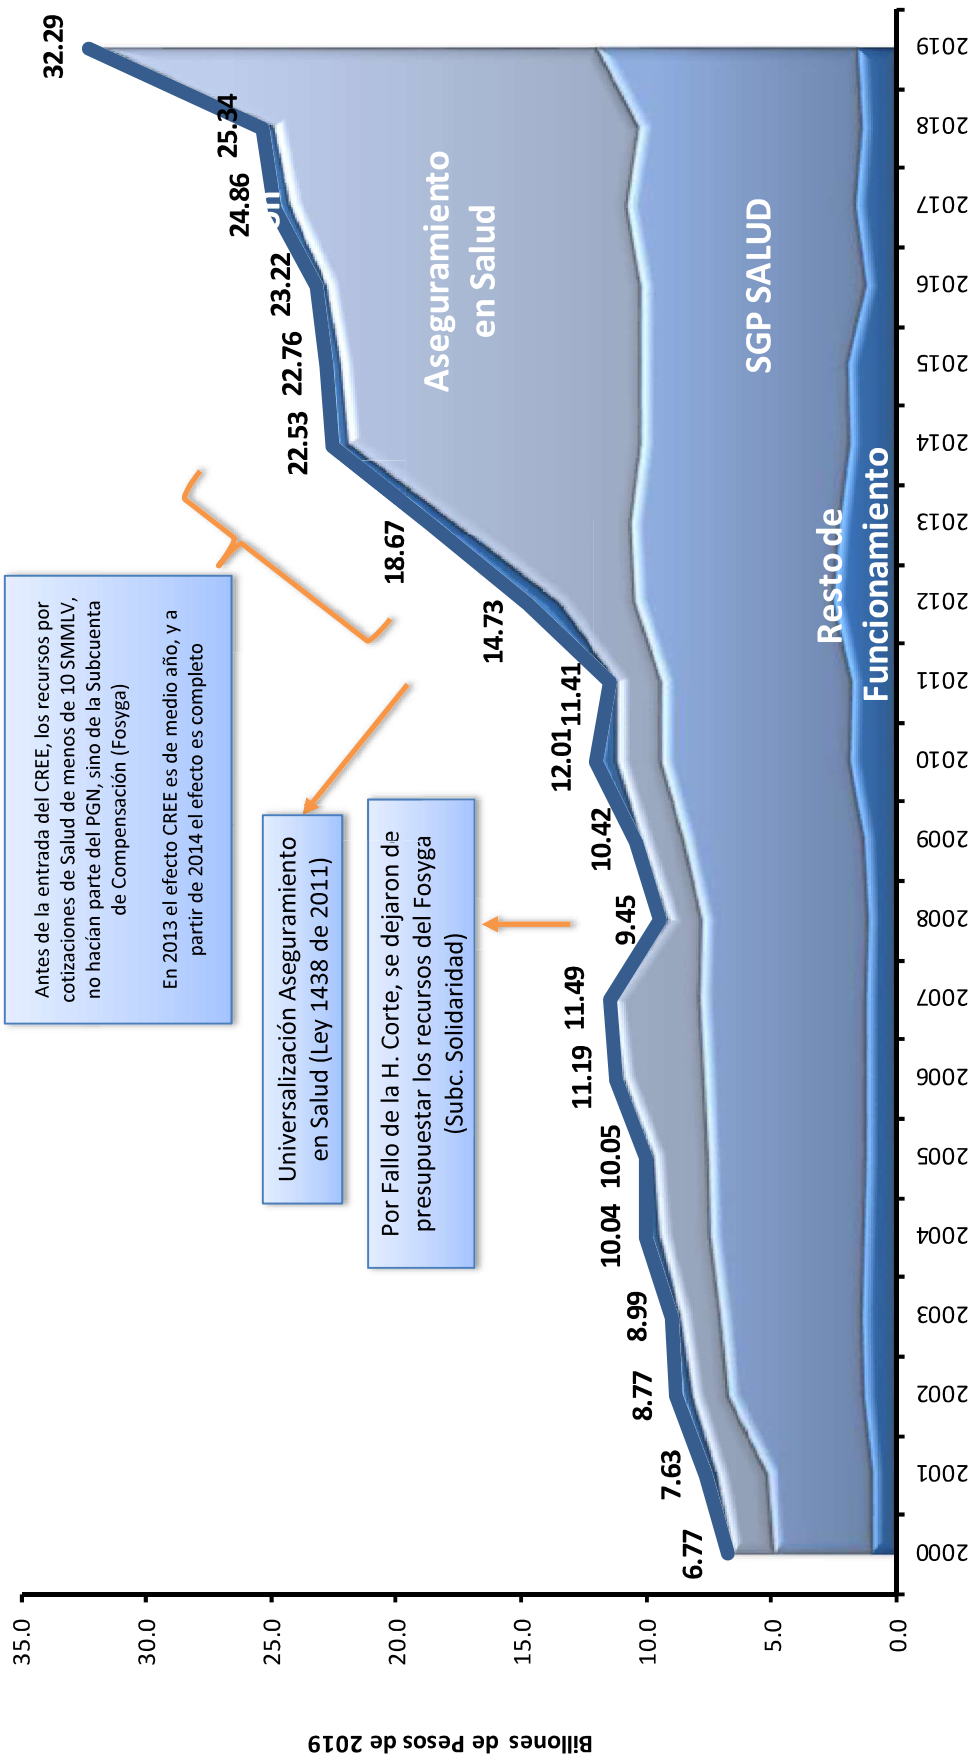 Billones de Pesos de 2019
35.0
30.0
25.0
20.0
15.0
10.0
5.0
0.0
Antes de la entrada del CREE, los recursos por
cotizaciones de Salud de menos de 10 SMMLV,
no hacían parte del PGN, sino de la Subcuenta
de Compensación (Fosyga)
En 2013 el efecto CREE es de medio año, y a
partir de 2014 el efecto es completo
Universalización Aseguramiento
en Salud (Ley 1438 de 2011)
Por Fallo de la H. Corte, se dejaron de
presupuestar los recursos del Fosyga
(Subc. Solidaridad)
6.77
7.63
8.77
8.99
10.04
10.05
11.19
11.49
9.45
10.42
12.01
11.41
14.73
18.67
22.53
22.76
23.22
24.86
25.34
32.29
Aseguramiento
en Salud
SGP SALUD
Resto de
Funcionamiento
2000
2001
2002
2003
2004
2005
2006
2007
2008
2009
2010
2011
2012
2013
2014
2015
2016
2017
2018
2019